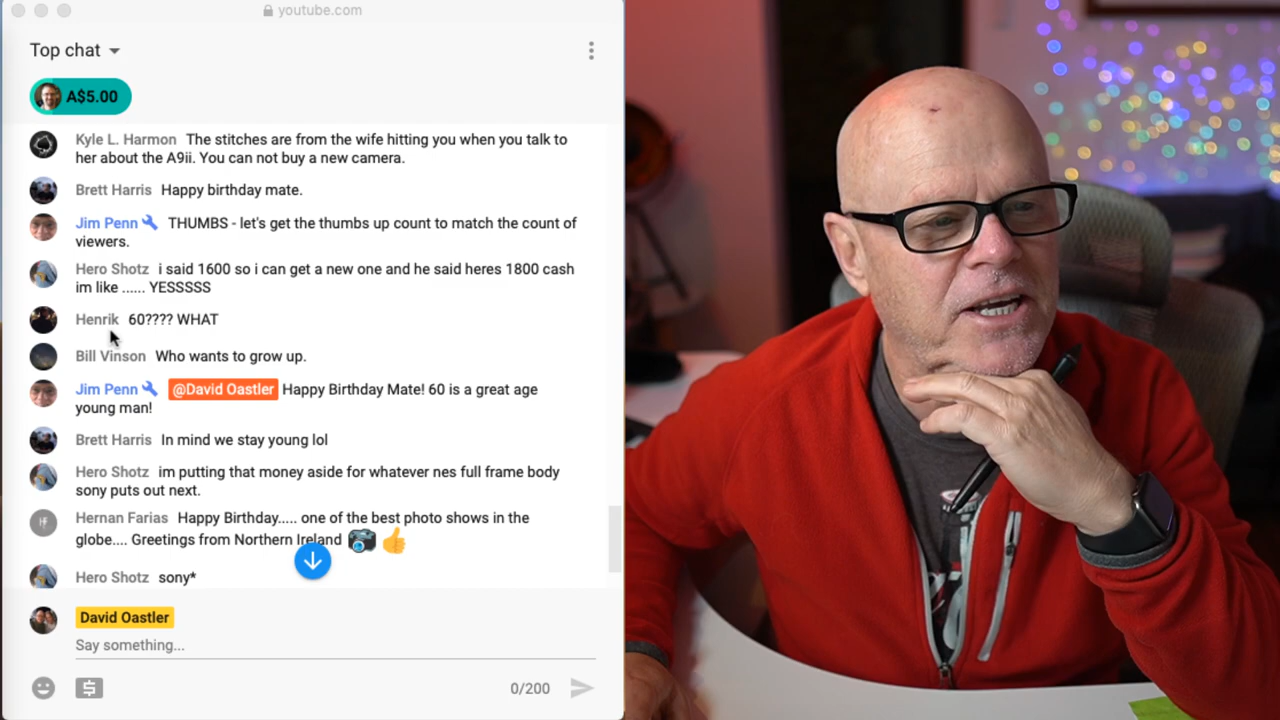 youtube.com
Top chat
A$5.00
Kyle L. Harmon The stitches are from the wife hitting you when you talk to
her about the A9ii. You can not buy a new camera.
Brett Harris Happy birthday mate.
Jim Penn THUMBS - let's get the thumbs up count to match the count of
viewers.
Hero Shotz i said 1600 so i can get a new one and he said heres 1800 cash
im like ...... YESSSSS
Henrik 60???? WHAT
Bill Vinson Who wants to grow up.
Jim Penn @David Oastler Happy Birthday Mate! 60 is a great age
young man!
Brett Harris In mind we stay young lol
Hero Shotz im putting that money aside for whatever nes full frame body
sony puts out next.
HF Hernan Farias Happy Birthday..... one of the best photo shows in the
globe.... Greetings from Northern Ireland 📷 👍
Hero Shotz sony*
David Oastler
Say something...
0/200